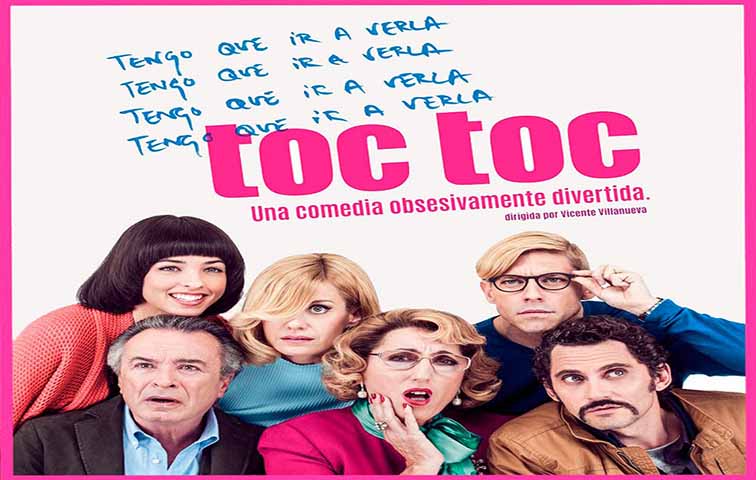 TENGO QUE iR A VERLA
TENGO QUE iR A VERLA
TENGO QUE iR A VERLA
TENGO QUE iR A VERLA
toc toc
Una comedia obsesivamente divertida.
dirigida por Vicente Villanueva